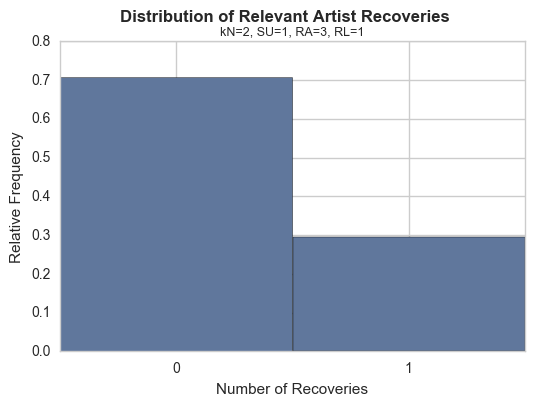 Distribution of Relevant Artist Recoveries
kN=2, SU=1, RA=3, RL=1
0.8
0.7
0.6
0.5
0.4
0.3
0.2
0.1
0.0
Relative Frequency
0 1
Number of Recoveries